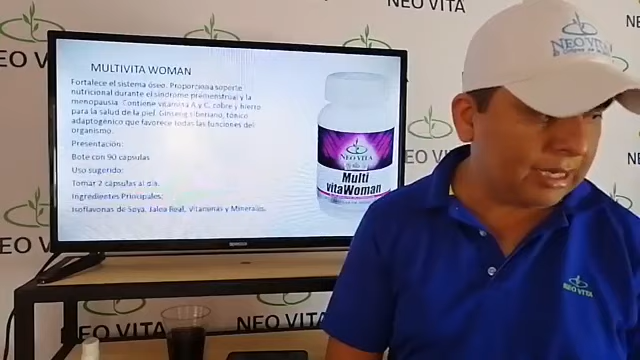 NEO VITA
MULTIVITA WOMAN
Fortalece el sistema óseo. Proporciona soporte
nutricional durante el síndrome premenstrual y la
menopausia. Contiene vitamina A y C, cobre y hierro
para la salud de la piel. Ginseng siberiano, tónico
adaptogénico que favorece todas las funciones del
organismo.
Presentación:
Bote con 90 cápsulas
Uso sugerido:
Tomar 2 cápsulas al día.
Ingredientes Principales:
Isoflavonas de Soya, Jalea Real, Vitaminas y Minerales.
NEO VITA
Multi
vitaWoman
NEO VITA
NEO VITA
NEO VITA
NEO VITA
NEO VITA